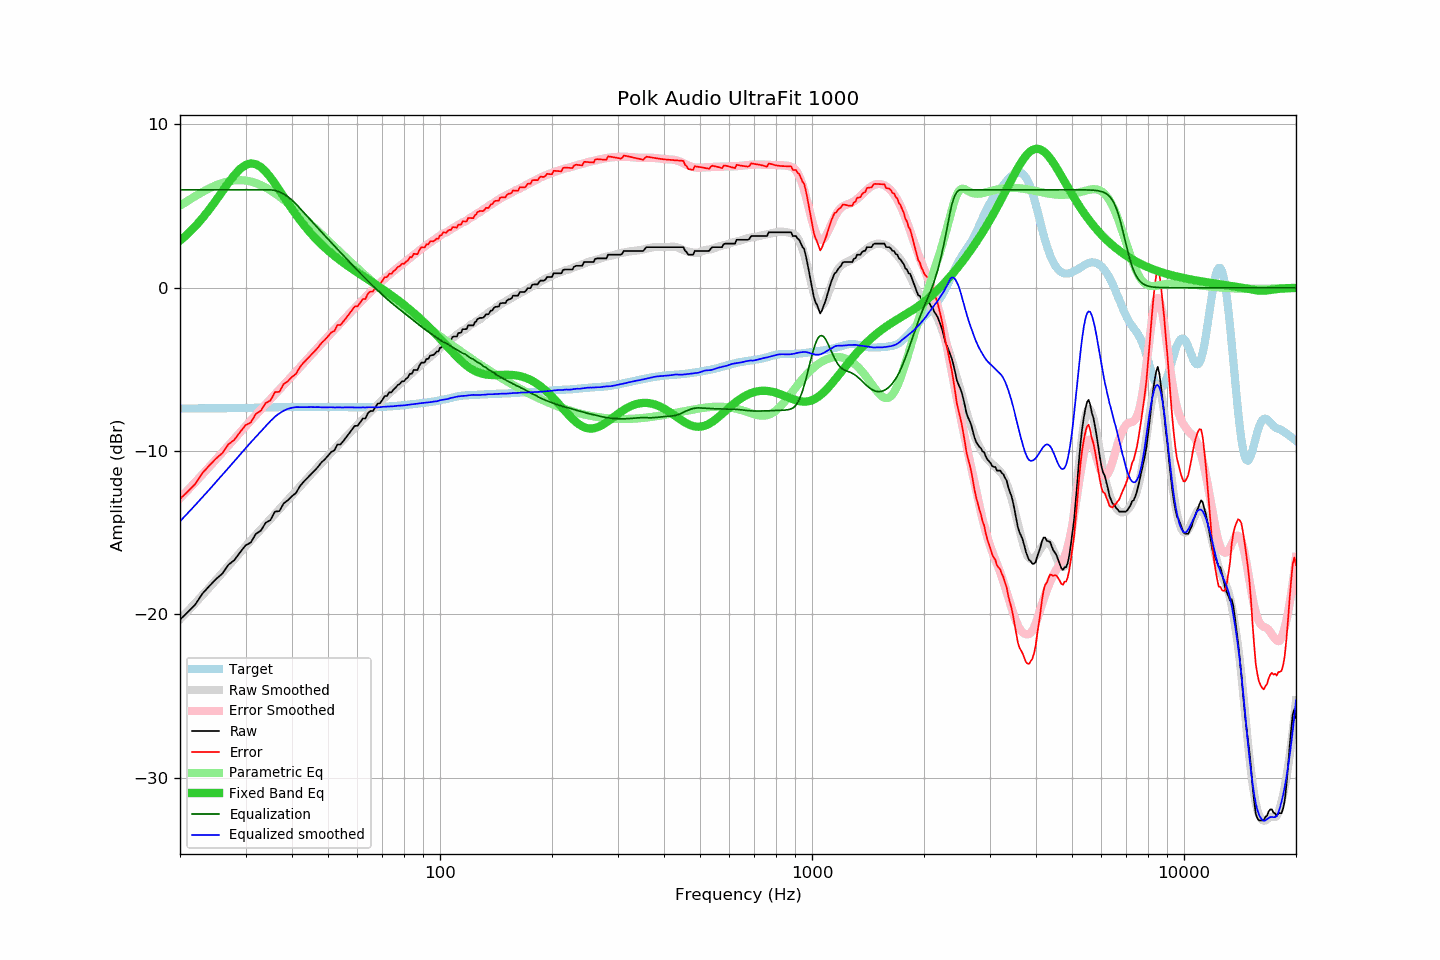 Polk Audio UltraFit 1000
10
0
−10
−20
−30
Amplitude (dBr)
Target
Raw Smoothed
Error Smoothed
Raw
Error
Parametric Eq
Fixed Band Eq
Equalization
Equalized smoothed
100
1000
10000
Frequency (Hz)